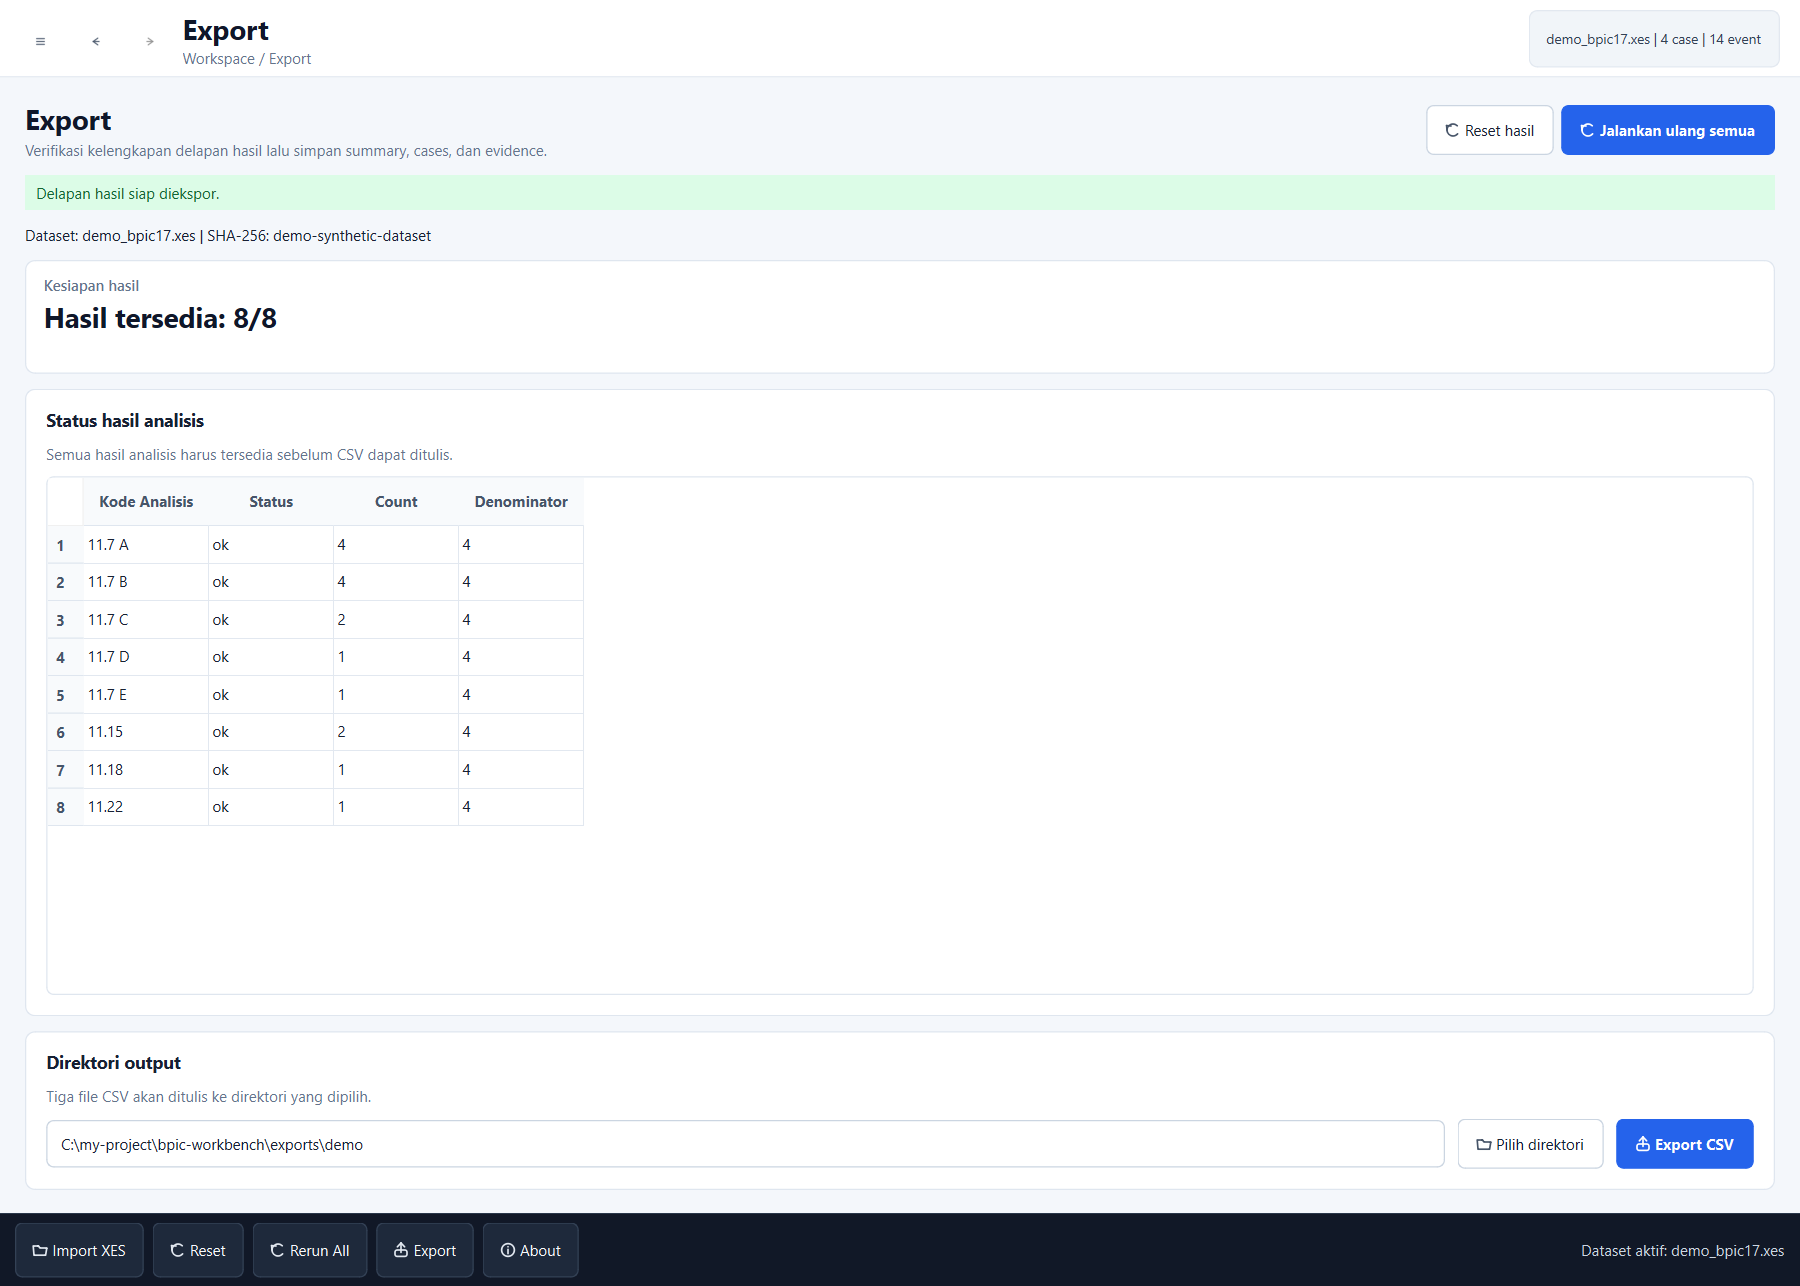 Export
Workspace / Export
demo_bpic17.xes | 4 case | 14 event
Export
Verifikasi kelengkapan delapan hasil lalu simpan summary, cases, dan evidence.
Reset hasil
Jalankan ulang semua
Delapan hasil siap diekspor.
Dataset: demo_bpic17.xes | SHA-256: demo-synthetic-dataset
Kesiapan hasil
Hasil tersedia: 8/8
Status hasil analisis
Semua hasil analisis harus tersedia sebelum CSV dapat ditulis.
Kode Analisis Status Count Denominator
1 11.7 A ok 4 4
2 11.7 B ok 4 4
3 11.7 C ok 2 4
4 11.7 D ok 1 4
5 11.7 E ok 1 4
6 11.15 ok 2 4
7 11.18 ok 1 4
8 11.22 ok 1 4
Direktori output
Tiga file CSV akan ditulis ke direktori yang dipilih.
C:\my-project\bpic-workbench\exports\demo
Pilih direktori
Export CSV
Import XES
Reset
Rerun All
Export
About
Dataset aktif: demo_bpic17.xes